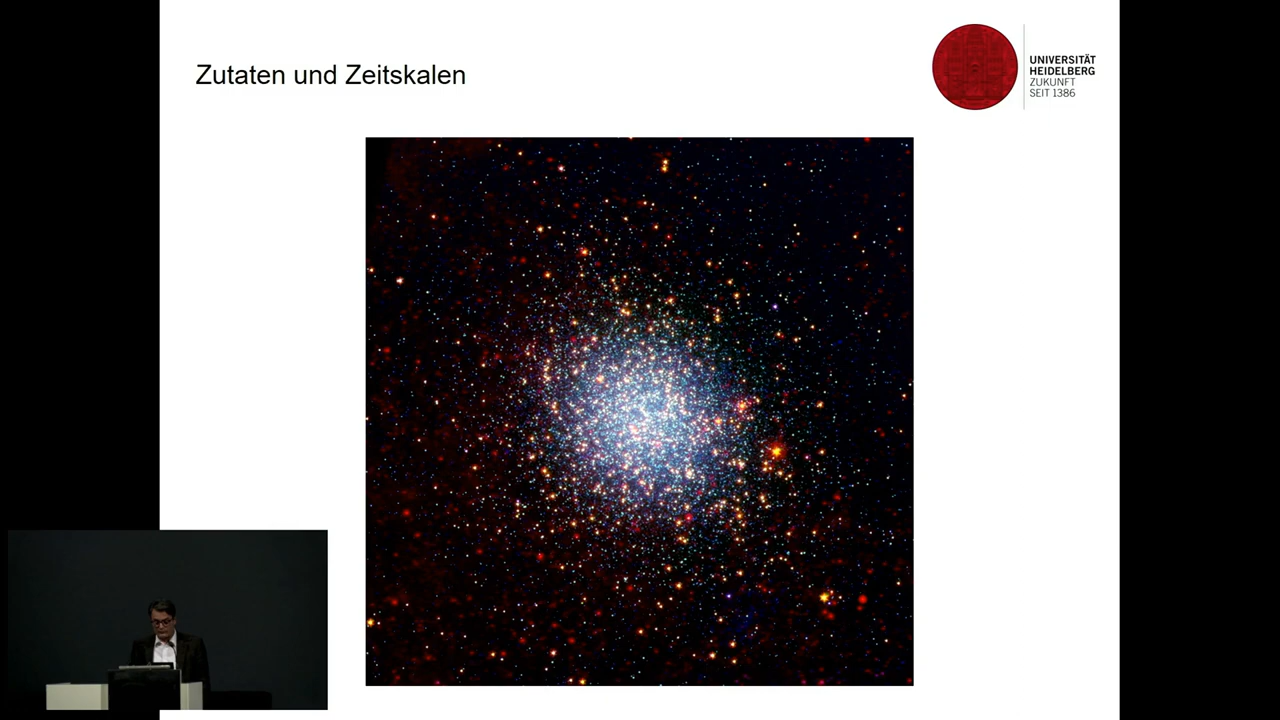 Zutaten und Zeitskalen
UNIVERSITÄT
HEIDELBERG
ZUKUNFT
SEIT 1386